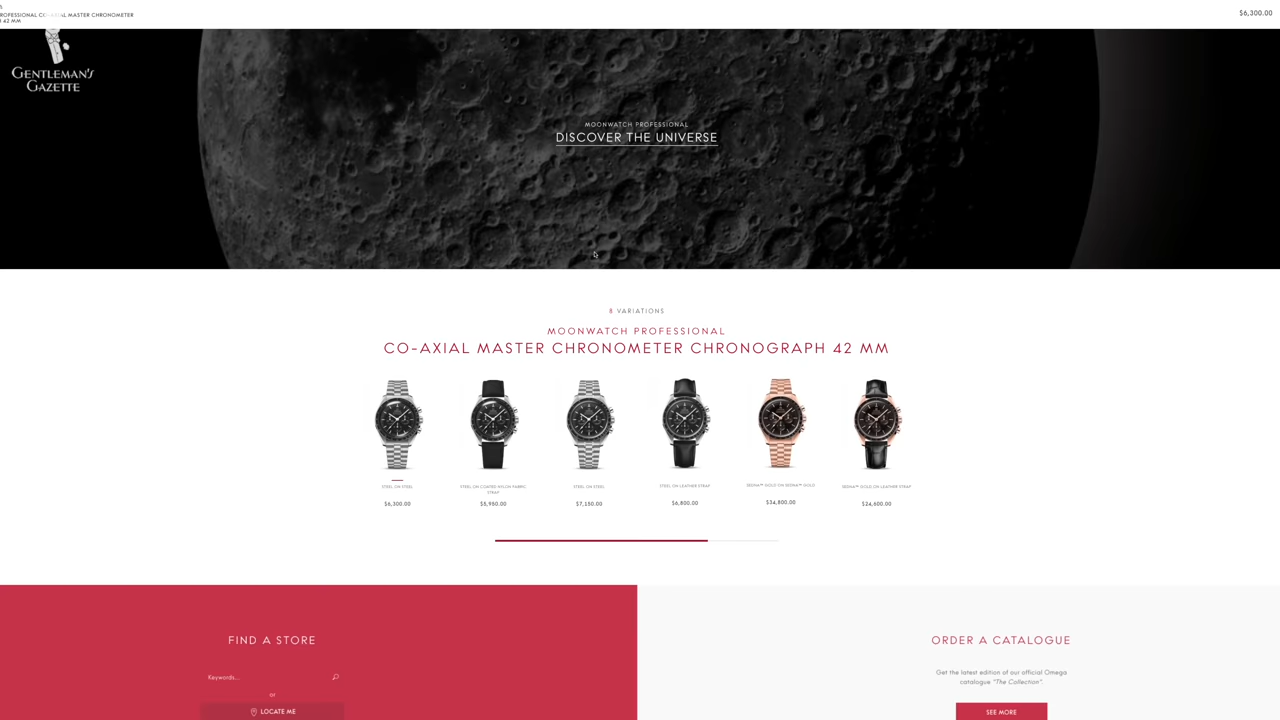 ROFESSIONAL CO-AXIAL MASTER CHRONOMETER
42 MM
$6,300.00
GENTLEMAN'S
GAZETTE
MOONWATCH PROFESSIONAL
DISCOVER THE UNIVERSE
8 VARIATIONS
MOONWATCH PROFESSIONAL
CO-AXIAL MASTER CHRONOMETER CHRONOGRAPH 42 MM
STEEL ON STEEL
$6,300.00
STEEL ON COATED NYLON FABRIC
STRAP
$5,950.00
STEEL ON STEEL
$7,150.00
STEEL ON LEATHER STRAP
$6,800.00
SEDNA™ GOLD ON SEDNA™ GOLD
$34,800.00
SEDNA™ GOLD ON LEATHER STRAP
$24,600.00
FIND A STORE
Keywords...
or
LOCATE ME
ORDER A CATALOGUE
Get the latest edition of our official Omega
catalogue "The Collection".
SEE MORE